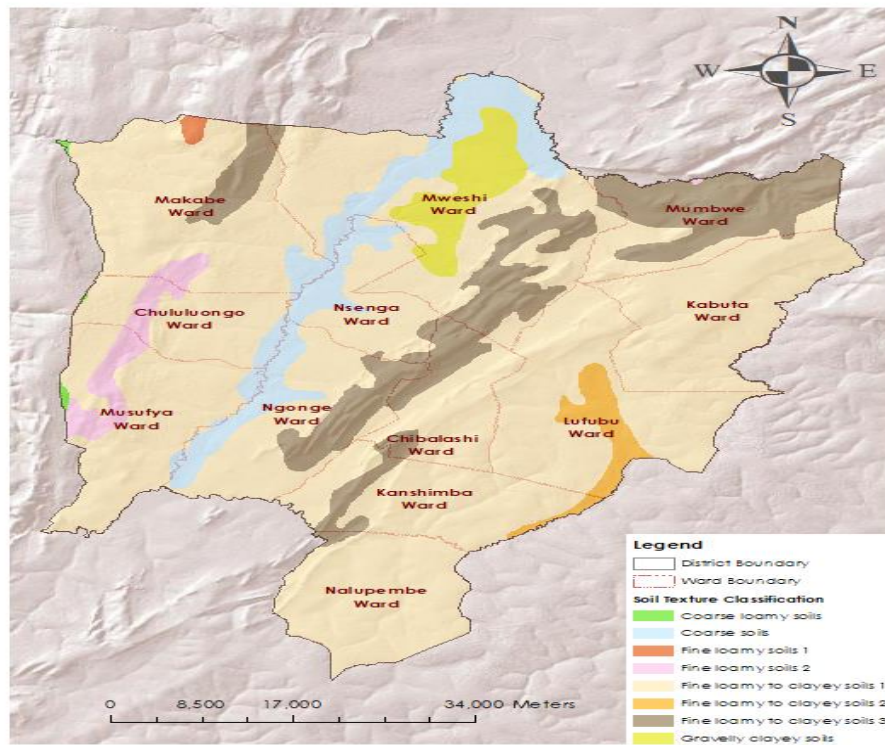 N
W
E
S
Makabe
Ward
Mweshi
Ward
Mumbwe
Ward
Chululuongo
Ward
Nsenga
Ward
Kabuta
Ward
Musufya
Ward
Ngonge
Ward
Chibalashi
Ward
Lufubu
Ward
Kanshimba
Ward
Nalupembe
Ward
Legend
District Boundary
Ward Boundary
Soil Texture Classification
Coarse loamy soils
Coarse soils
Fine loamy soils 1
Fine loamy soils 2
Fine loamy to clayey soils 1
Fine loamy to clayey soils 2
Fine loamy to clayey soils 3
Gravelly clayey soils
0 8,500 17,000 34,000 Meters